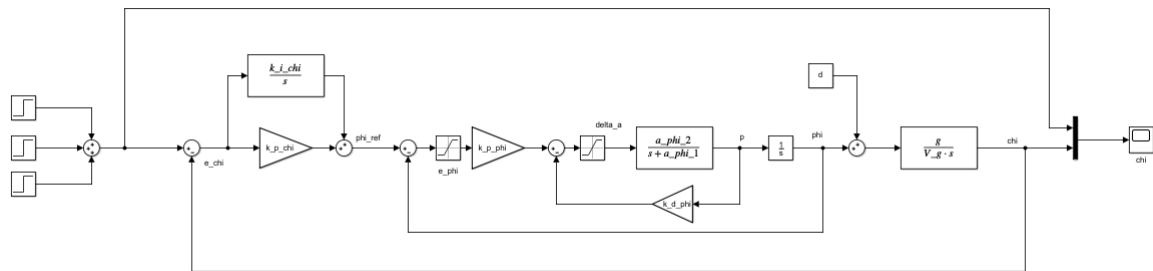 k_i_chi
s
d
delta_a
phi_ref
a_phi_2
s + a_phi_1
p
1
s
phi
g
V_g · s
chi
k_p_chi
k_p_phi
e_chi
e_phi
chi
k_d_phi